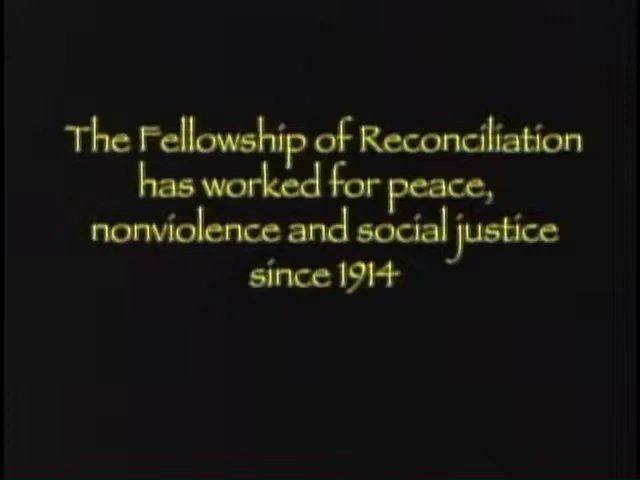 The Fellowship of Reconciliation
has worked for peace,
nonviolence and social justice
since 1914